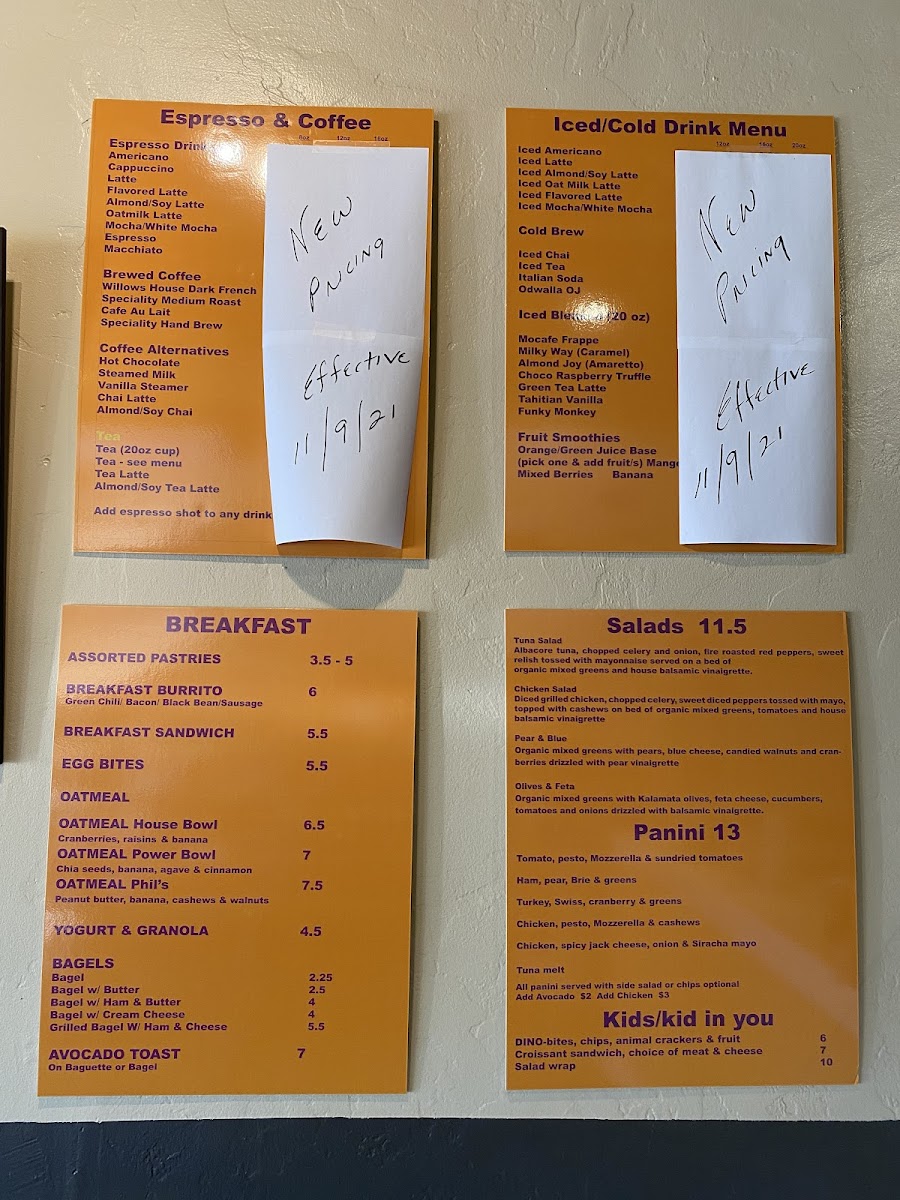 Espresso & Coffee
8oz 12oz 16oz
Espresso
Americano
Cappuccino
Latte
Flavored Latte
Almond/Soy Latte
Oatmilk Latte
Mocha/White Mocha
Espresso
Macchiato
Brewed Coffee
Willows House Dark French
Speciality Medium Roast
Cafe Au Lait
Speciality Hand Brew
Coffee Alternatives
Hot Chocolate
Steamed Milk
Vanilla Steamer
Chai Latte
Almond/Soy Chai
Tea
Tea (20oz cup)
Tea - see menu
Tea Latte
Almond/Soy Tea Latte
Add espresso shot to any drink
New
Pricing
Effective
11/9/21
Iced/Cold Drink Menu
12oz 16oz 20oz
Iced Americano
Iced Latte
Iced Almond/Soy Latte
Iced Oat Milk Latte
Iced Flavored Latte
Iced Mocha/White Mocha
Cold Brew
Iced Chai
Iced Tea
Italian Soda
Odwalla OJ
Iced (20 oz)
Mocafe Frappe
Milky Way (Caramel)
Almond Joy (Amaretto)
Choco Raspberry Truffle
Green Tea Latte
Tahitian Vanilla
Funky Monkey
Fruit Smoothies
Orange/Green Juice Base
(pick one & add fruit/s) Mango
Mixed Berries Banana
New
Pricing
Effective
11/9/21
BREAKFAST
ASSORTED PASTRIES 3.5 - 5
BREAKFAST BURRITO 6
Green Chili/ Bacon/ Black Bean/Sausage
BREAKFAST SANDWICH 5.5
EGG BITES 5.5
OATMEAL
OATMEAL House Bowl 6.5
Cranberries, raisins & banana
OATMEAL Power Bowl 7
Chia seeds, banana, agave & cinnamon
OATMEAL Phil's 7.5
Peanut butter, banana, cashews & walnuts
YOGURT & GRANOLA 4.5
BAGELS
Bagel 2.25
Bagel w/ Butter 2.5
Bagel w/ Ham & Butter 4
Bagel w/ Cream Cheese 4
Grilled Bagel W/ Ham & Cheese 5.5
AVOCADO TOAST 7
On Baguette or Bagel
Salads 11.5
Tuna Salad
Albacore tuna, chopped celery and onion, fire roasted red peppers, sweet
relish tossed with mayonnaise served on a bed of
organic mixed greens and house balsamic vinaigrette.
Chicken Salad
Diced grilled chicken, chopped celery, sweet diced peppers tossed with mayo,
topped with cashews on bed of organic mixed greens, tomatoes and house
balsamic vinaigrette
Pear & Blue
Organic mixed greens with pears, blue cheese, candied walnuts and cran-
berries drizzled with pear vinaigrette
Olives & Feta
Organic mixed greens with Kalamata olives, feta cheese, cucumbers,
tomatoes and onions drizzled with balsamic vinaigrette.
Panini 13
Tomato, pesto, Mozzerella & sundried tomatoes
Ham, pear, Brie & greens
Turkey, Swiss, cranberry & greens
Chicken, pesto, Mozzerella & cashews
Chicken, spicy jack cheese, onion & Siracha mayo
Tuna melt
All panini served with side salad or chips optional
Add Avocado $2 Add Chicken $3
Kids/kid in you
DINO-bites, chips, animal crackers & fruit 6
Croissant sandwich, choice of meat & cheese 7
Salad wrap 10